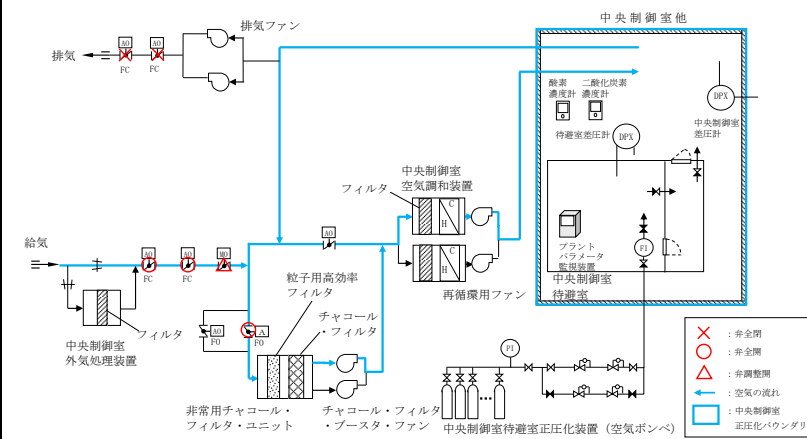 中央制御室他
排気ファン
排気
AO
AO
FC
FC
酸素
濃度計
二酸化炭素
濃度計
DPX
中央制御室
差圧計
待避室差圧計
DPX
フィルタ
中央制御室
空気調和装置
C
H
C
H
AO
再循環用ファン
給気
AO
AO
MO
FC
FC
フィルタ
中央制御室
外気処理装置
粒子用高効率
フィルタ
チャコール
・フィルタ
AO
FO
A
FO
非常用チャコール・
フィルタ・ユニット
チャコール・フィルタ
・ブースタ・ファン
プラント
パラメータ
監視装置
FI
中央制御室
待避室
PI
中央制御室待避室正圧化装置（空気ボンベ）
：弁全閉
：弁全開
：弁調整開
：空気の流れ
：中央制御室
正圧化バウンダリ